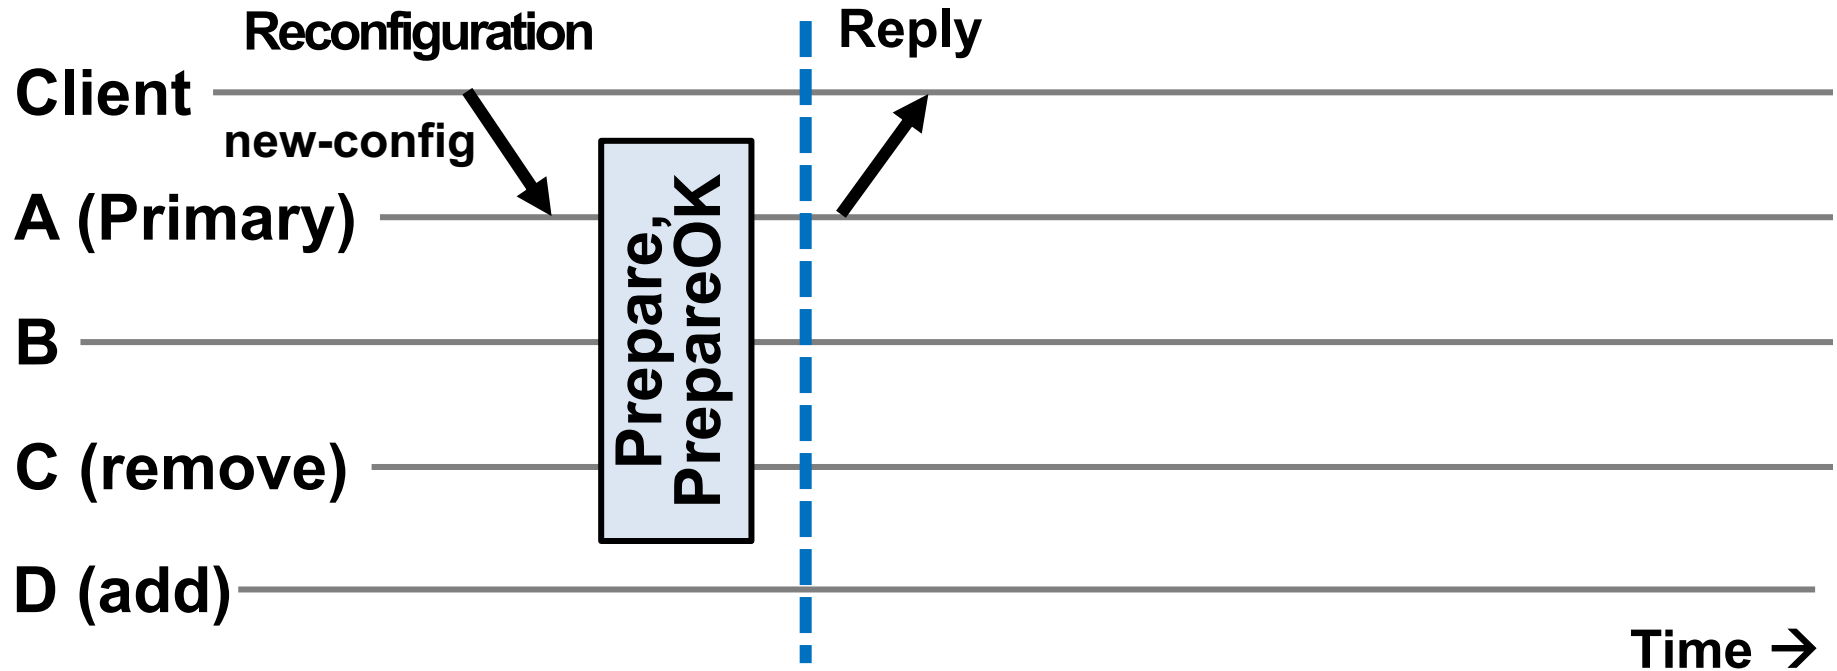 Reconfiguration
Reply
Client
new-config
A (Primary)
Prepare,
PrepareOK
B
C (remove)
D (add)
Time →